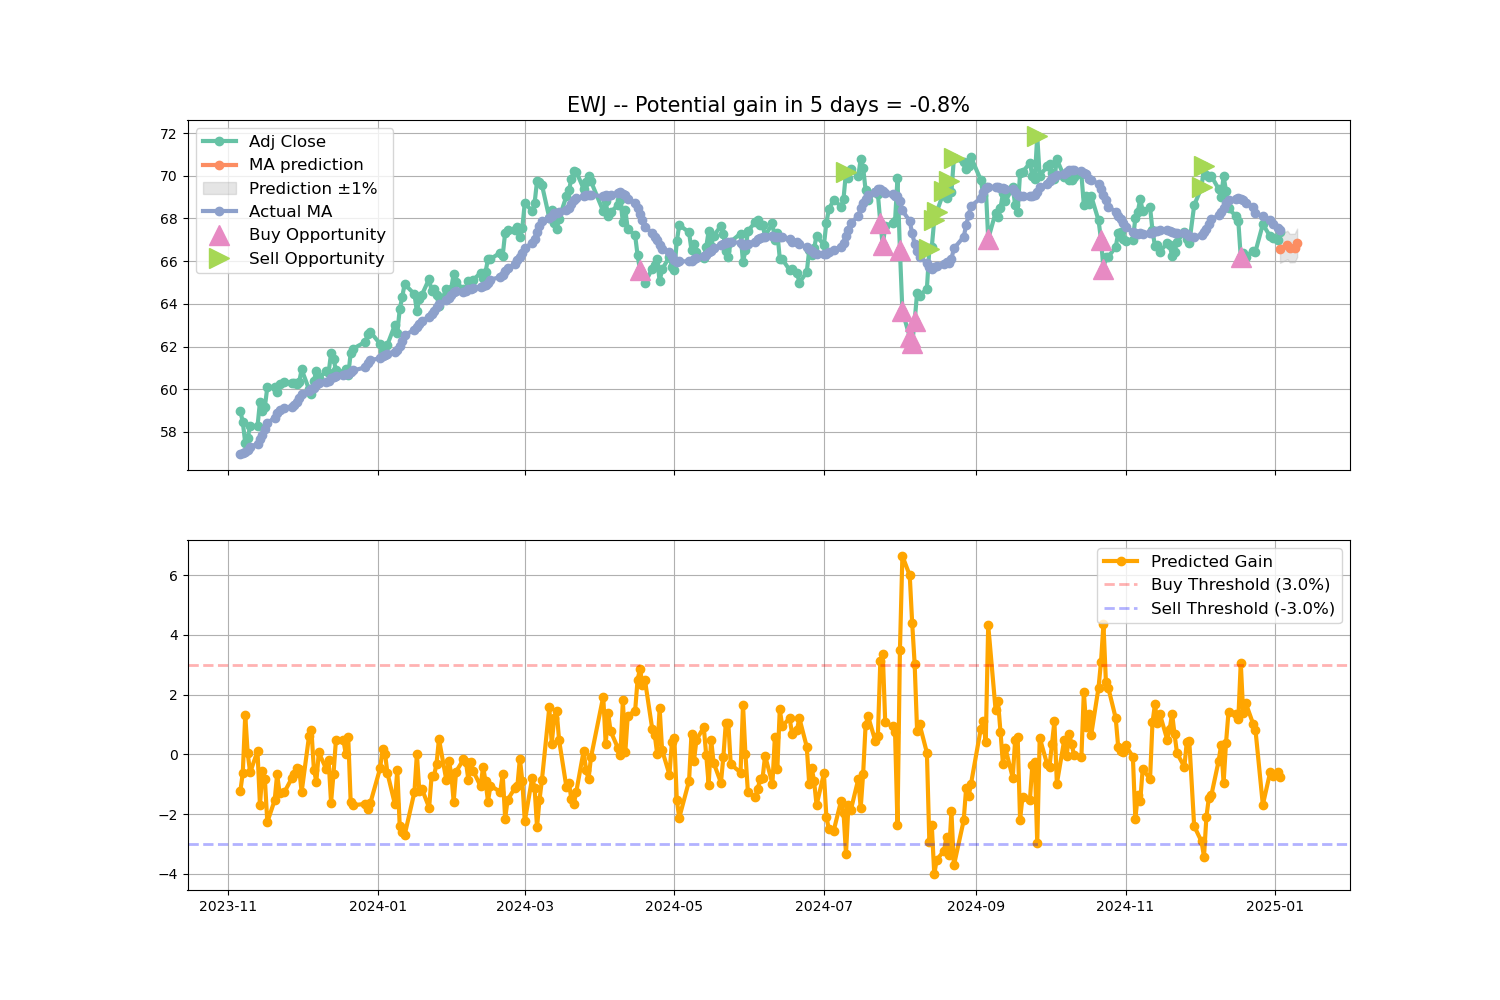 EWJ -- Potential gain in 5 days = -0.8%
72
70
68
66
64
62
60
58
Adj Close
MA prediction
Prediction ±1%
Actual MA
Buy Opportunity
Sell Opportunity
6
4
2
0
−2
−4
Predicted Gain
Buy Threshold (3.0%)
Sell Threshold (-3.0%)
2023-11
2024-01
2024-03
2024-05
2024-07
2024-09
2024-11
2025-01